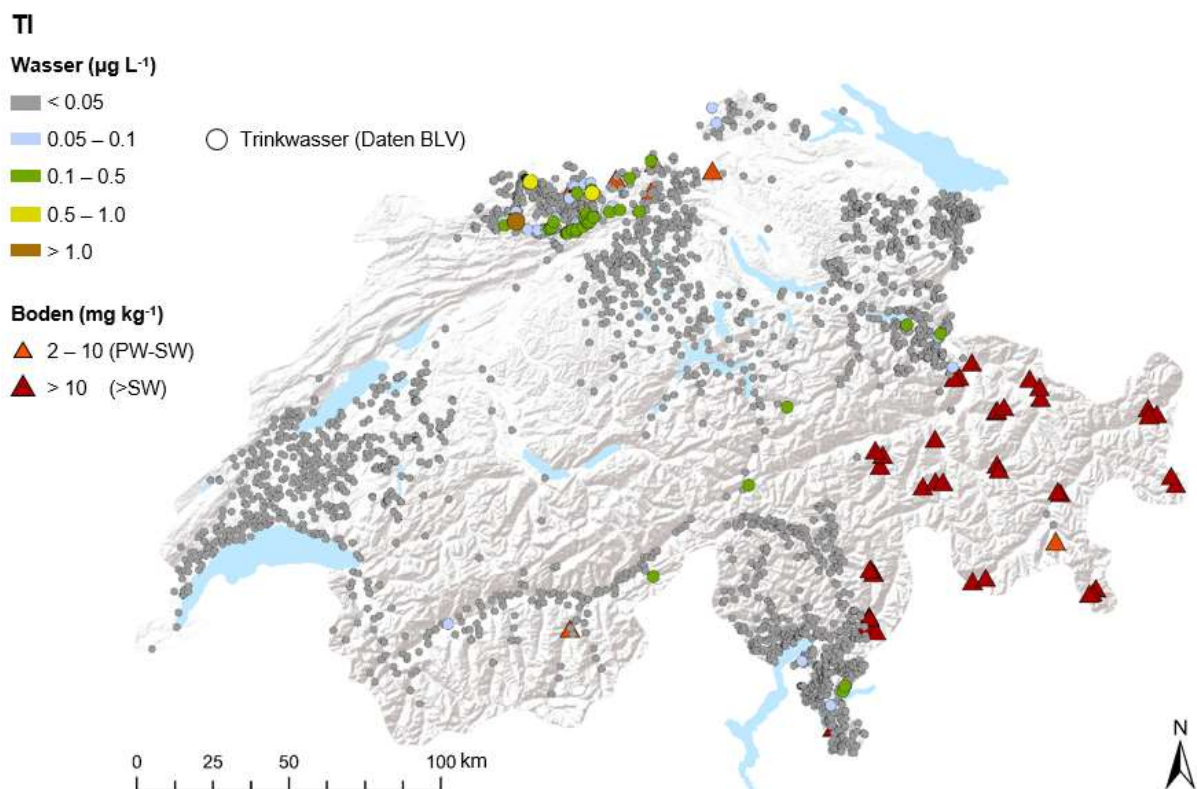 Tl
Wasser (µg L⁻¹)
< 0.05
0.05 – 0.1
0.1 – 0.5
0.5 – 1.0
> 1.0
Trinkwasser (Daten BLV)
Boden (mg kg⁻¹)
2 – 10 (PW-SW)
> 10 (>SW)
0 25 50 100 km
N